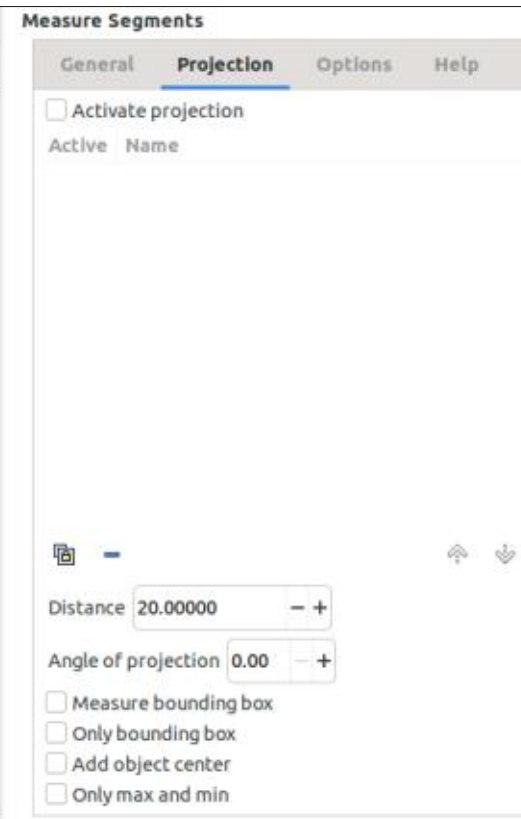 Measure Segments
General Projection Options Help
Activate projection
Active Name
Distance 20.00000 − +
Angle of projection 0.00 − +
Measure bounding box
Only bounding box
Add object center
Only max and min